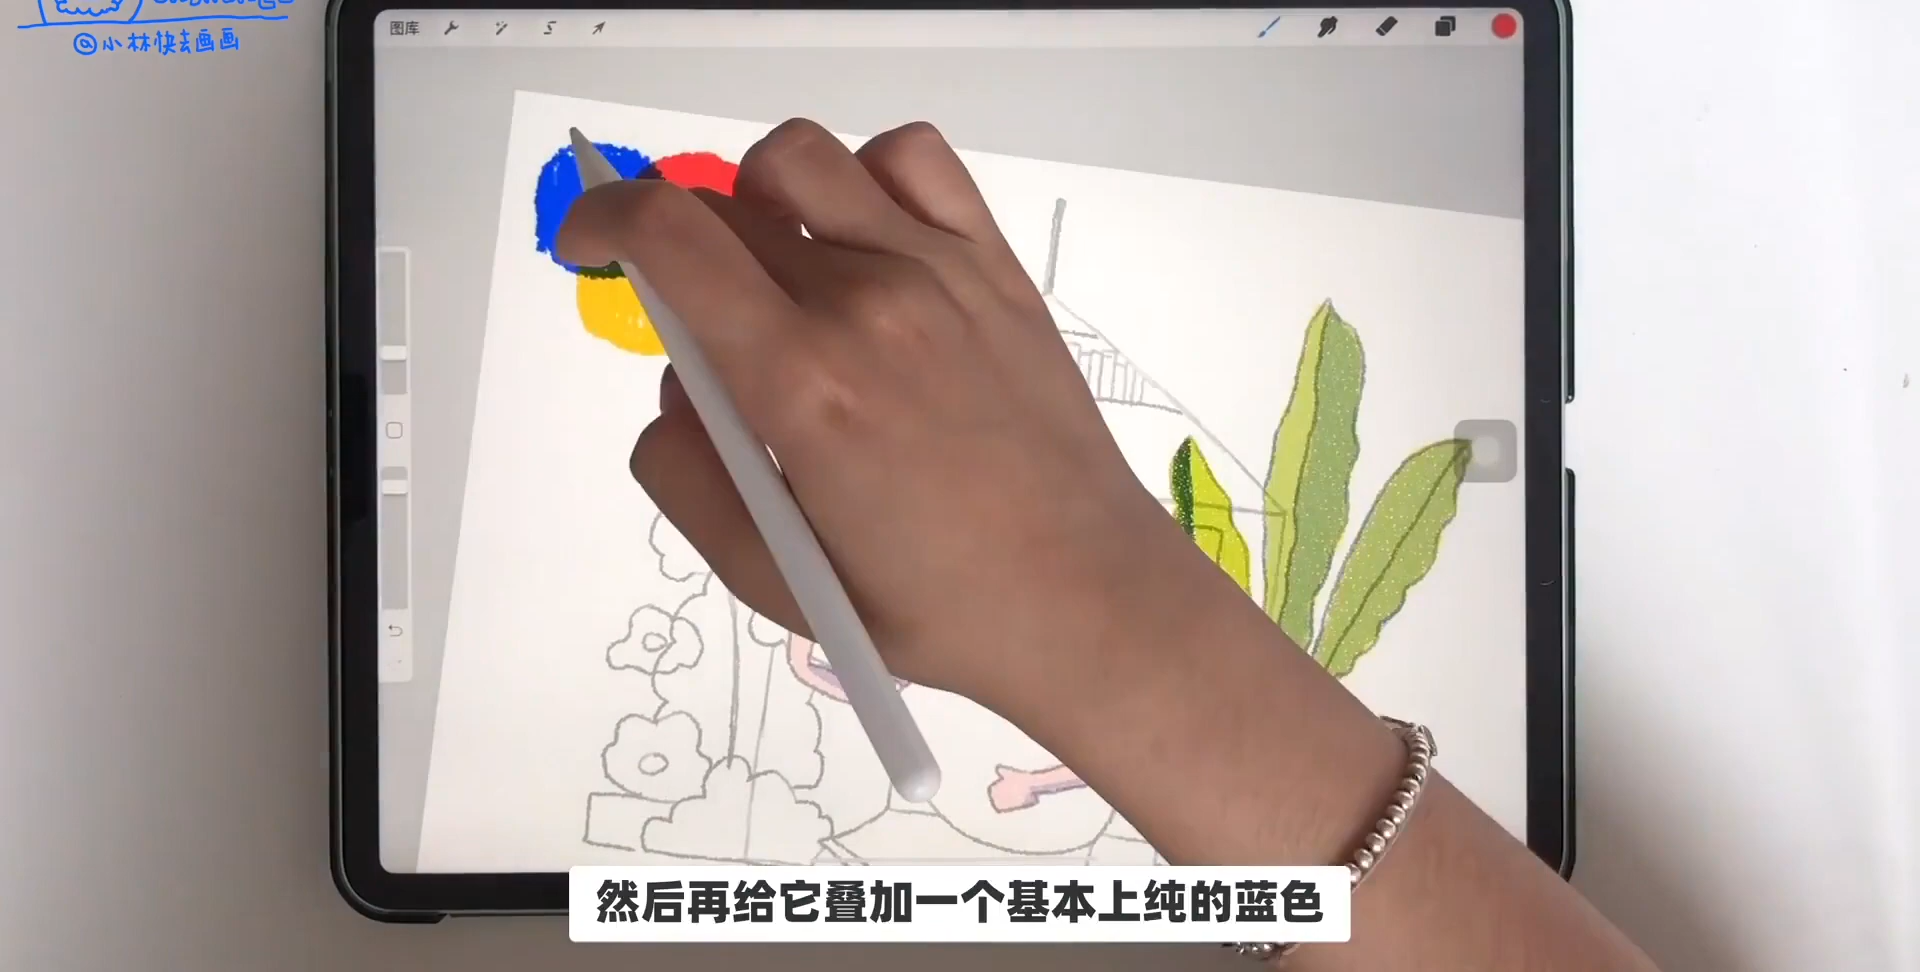 @小林快去画画
图库
然后再给它叠加一个基本上纯的蓝色